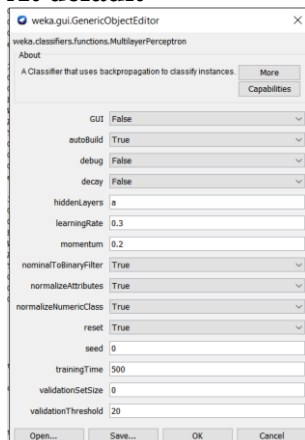 weka.gui.GenericObjectEditor
weka.classifiers.functions.MultilayerPerceptron
About
A Classifier that uses backpropagation to classify instances.
More
Capabilities
GUI False
autoBuild True
debug False
decay False
hiddenLayers a
learningRate 0.3
momentum 0.2
nominalToBinaryFilter True
normalizeAttributes True
normalizeNumericClass True
reset True
seed 0
trainingTime 500
validationSetSize 0
validationThreshold 20
Open... Save... OK Cancel